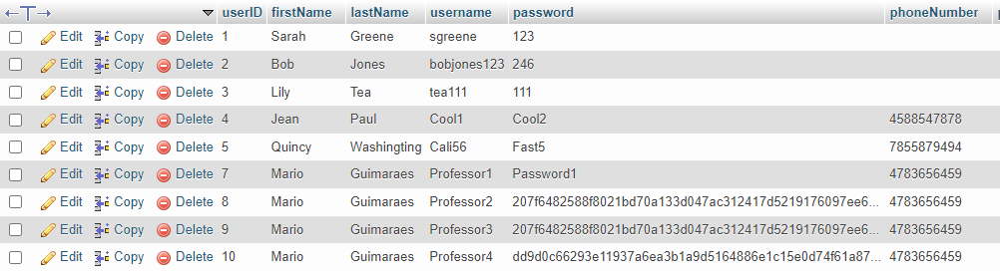 userID firstName lastName username password phoneNumber
Edit Copy Delete 1 Sarah Greene sgreene 123
Edit Copy Delete 2 Bob Jones bobjones123 246
Edit Copy Delete 3 Lily Tea tea111 111
Edit Copy Delete 4 Jean Paul Cool1 Cool2 4588547878
Edit Copy Delete 5 Quincy Washingting Cali56 Fast5 7855879494
Edit Copy Delete 7 Mario Guimaraes Professor1 Password1 4783656459
Edit Copy Delete 8 Mario Guimaraes Professor2 207f6482588f8021bd70a133d047ac312417d5219176097ee6... 4783656459
Edit Copy Delete 9 Mario Guimaraes Professor3 207f6482588f8021bd70a133d047ac312417d5219176097ee6... 4783656459
Edit Copy Delete 10 Mario Guimaraes Professor4 dd9d0c66293e11937a6ea3b1a9d5164886e1c15e0d74f61a87... 4783656459